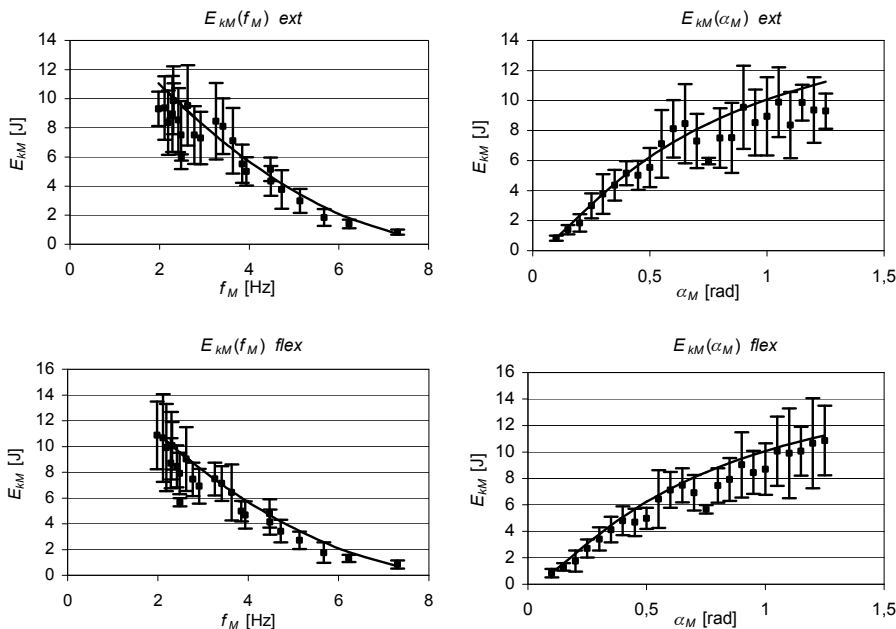 E_kM(f_M) ext
14
12
10
8
6
4
2
0
E_kM [J]
0 2 4 6 8
f_M [Hz]
E_kM(α_M) ext
14
12
10
8
6
4
2
0
E_kM [J]
0 0,5 1 1,5
α_M [rad]
E_kM(f_M) flex
16
14
12
10
8
6
4
2
0
E_kM [J]
0 2 4 6 8
f_M [Hz]
E_kM(α_M) flex
16
14
12
10
8
6
4
2
0
E_kM [J]
0 0,5 1 1,5
α_M [rad]